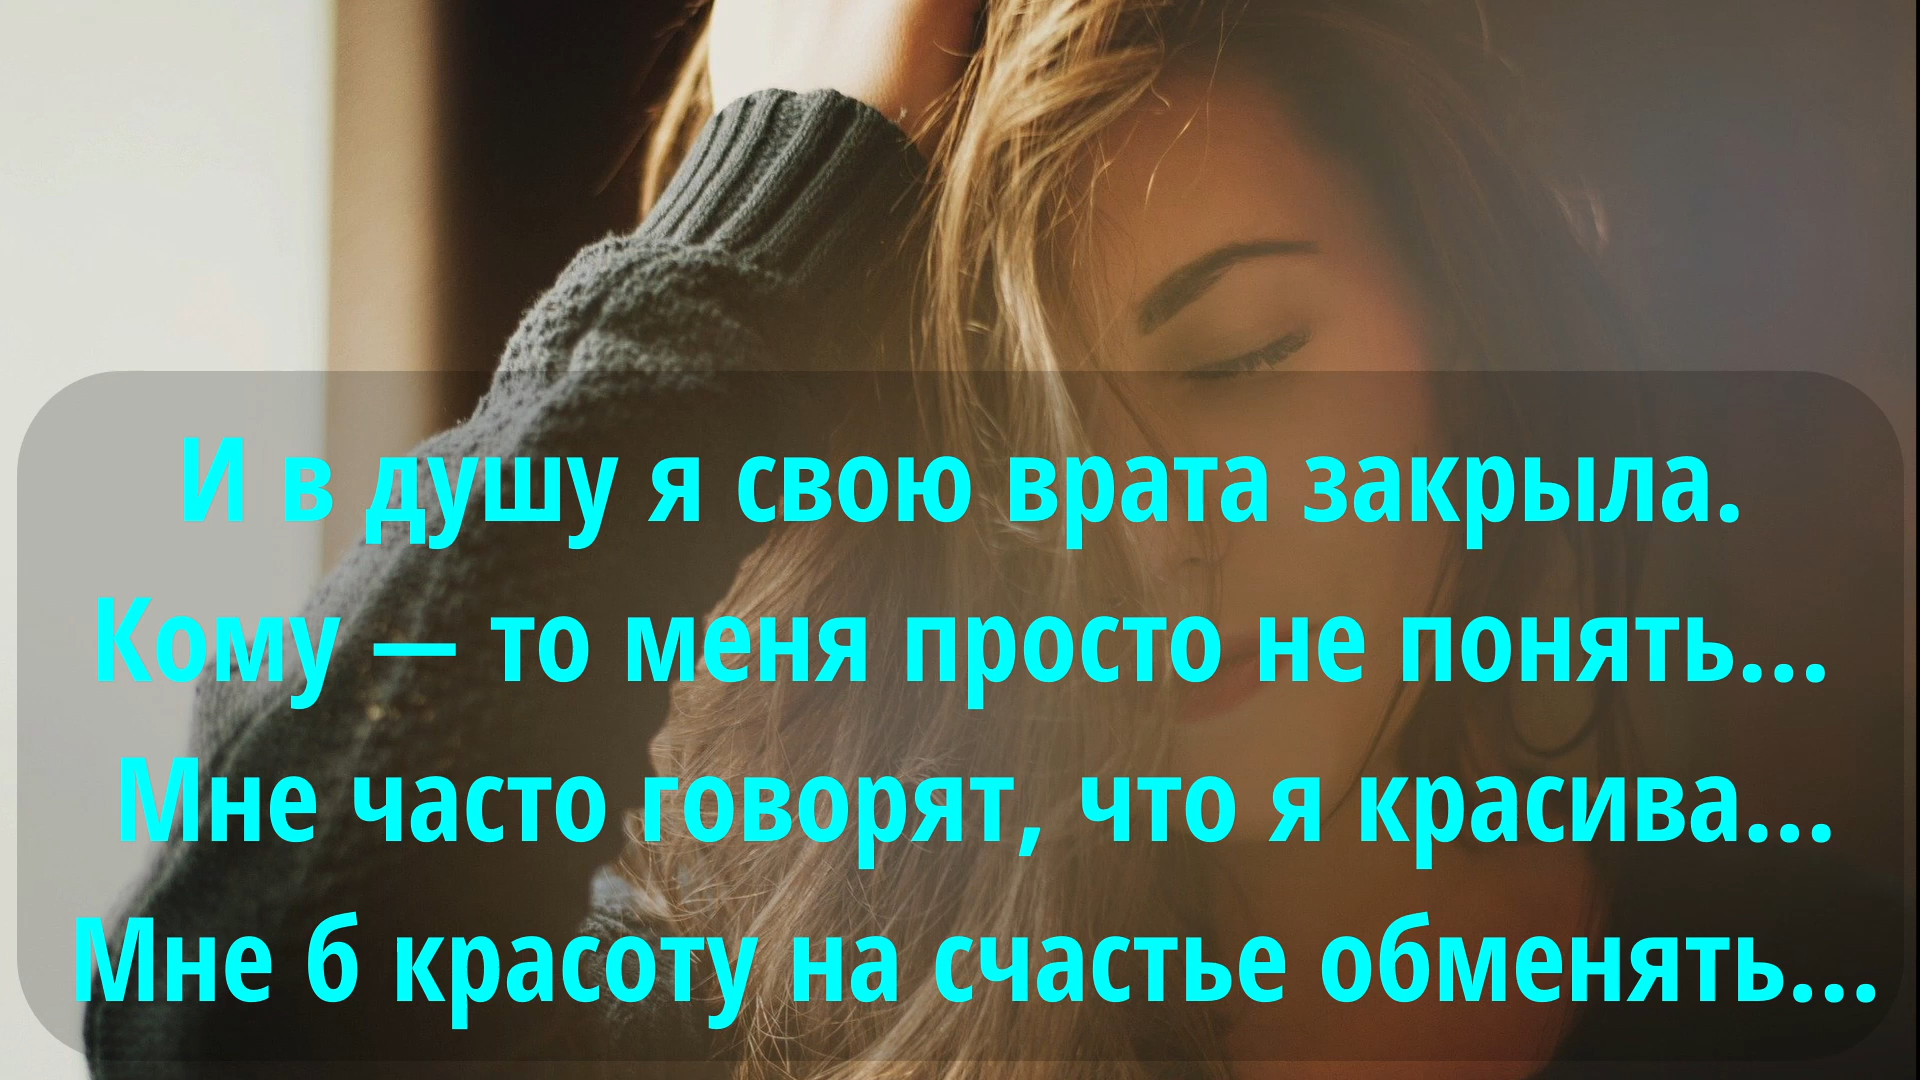 И в душу я свою врата закрыла.
Кому — то меня просто не понять...
Мне часто говорят, что я красива...
Мне б красоту на счастье обменять...